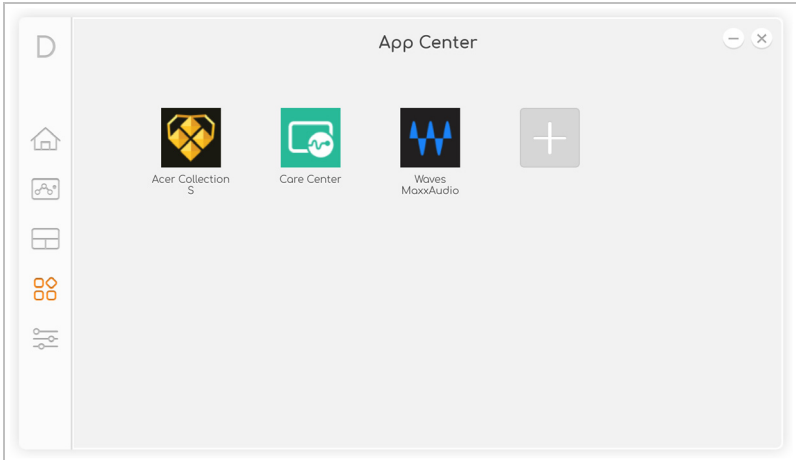 D
App Center
Acer Collection
S
Care Center
Waves
MaxxAudio